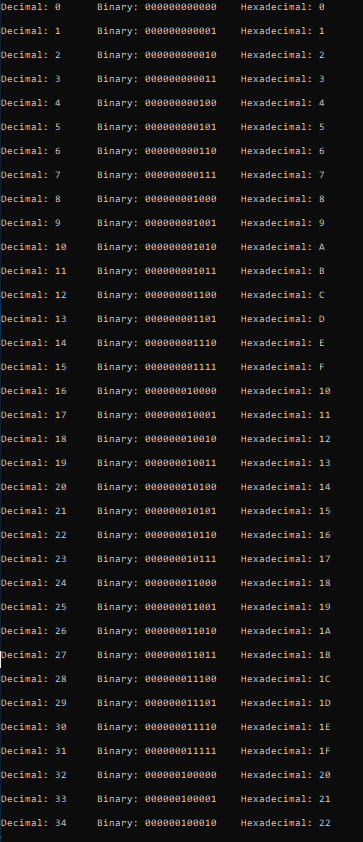 Decimal: 0 Binary: 000000000000 Hexadecimal: 0
Decimal: 1 Binary: 000000000001 Hexadecimal: 1
Decimal: 2 Binary: 000000000010 Hexadecimal: 2
Decimal: 3 Binary: 000000000011 Hexadecimal: 3
Decimal: 4 Binary: 000000000100 Hexadecimal: 4
Decimal: 5 Binary: 000000000101 Hexadecimal: 5
Decimal: 6 Binary: 000000000110 Hexadecimal: 6
Decimal: 7 Binary: 000000000111 Hexadecimal: 7
Decimal: 8 Binary: 000000001000 Hexadecimal: 8
Decimal: 9 Binary: 000000001001 Hexadecimal: 9
Decimal: 10 Binary: 000000001010 Hexadecimal: A
Decimal: 11 Binary: 000000001011 Hexadecimal: B
Decimal: 12 Binary: 000000001100 Hexadecimal: C
Decimal: 13 Binary: 000000001101 Hexadecimal: D
Decimal: 14 Binary: 000000001110 Hexadecimal: E
Decimal: 15 Binary: 000000001111 Hexadecimal: F
Decimal: 16 Binary: 000000010000 Hexadecimal: 10
Decimal: 17 Binary: 000000010001 Hexadecimal: 11
Decimal: 18 Binary: 000000010010 Hexadecimal: 12
Decimal: 19 Binary: 000000010011 Hexadecimal: 13
Decimal: 20 Binary: 000000010100 Hexadecimal: 14
Decimal: 21 Binary: 000000010101 Hexadecimal: 15
Decimal: 22 Binary: 000000010110 Hexadecimal: 16
Decimal: 23 Binary: 000000010111 Hexadecimal: 17
Decimal: 24 Binary: 000000011000 Hexadecimal: 18
Decimal: 25 Binary: 000000011001 Hexadecimal: 19
Decimal: 26 Binary: 000000011010 Hexadecimal: 1A
Decimal: 27 Binary: 000000011011 Hexadecimal: 1B
Decimal: 28 Binary: 000000011100 Hexadecimal: 1C
Decimal: 29 Binary: 000000011101 Hexadecimal: 1D
Decimal: 30 Binary: 000000011110 Hexadecimal: 1E
Decimal: 31 Binary: 000000011111 Hexadecimal: 1F
Decimal: 32 Binary: 000000100000 Hexadecimal: 20
Decimal: 33 Binary: 000000100001 Hexadecimal: 21
Decimal: 34 Binary: 000000100010 Hexadecimal: 22